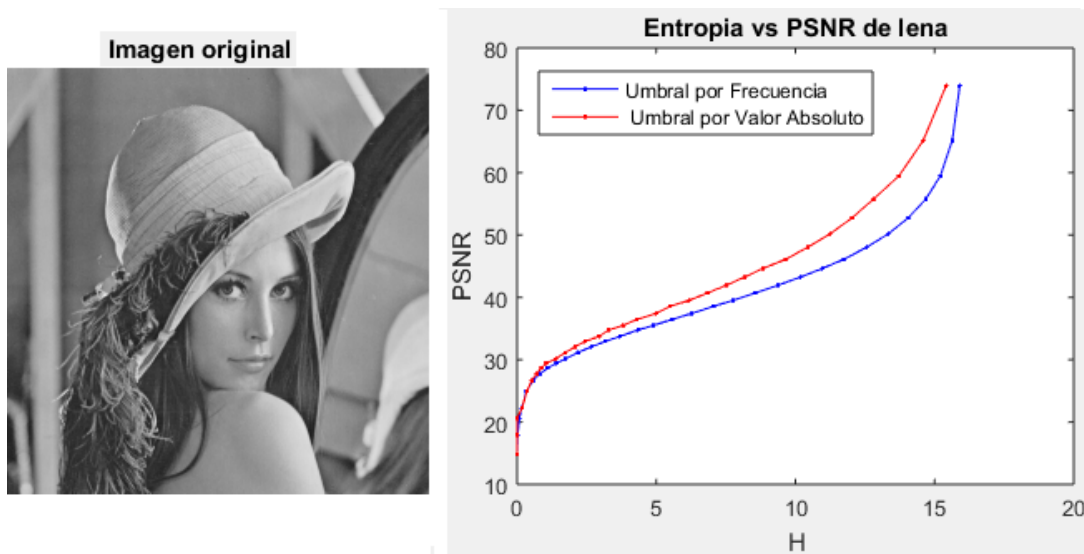 Imagen original
Entropia vs PSNR de lena
Umbral por Frecuencia
Umbral por Valor Absoluto
PSNR
80
70
60
50
40
30
20
10
0 5 10 15 20
H